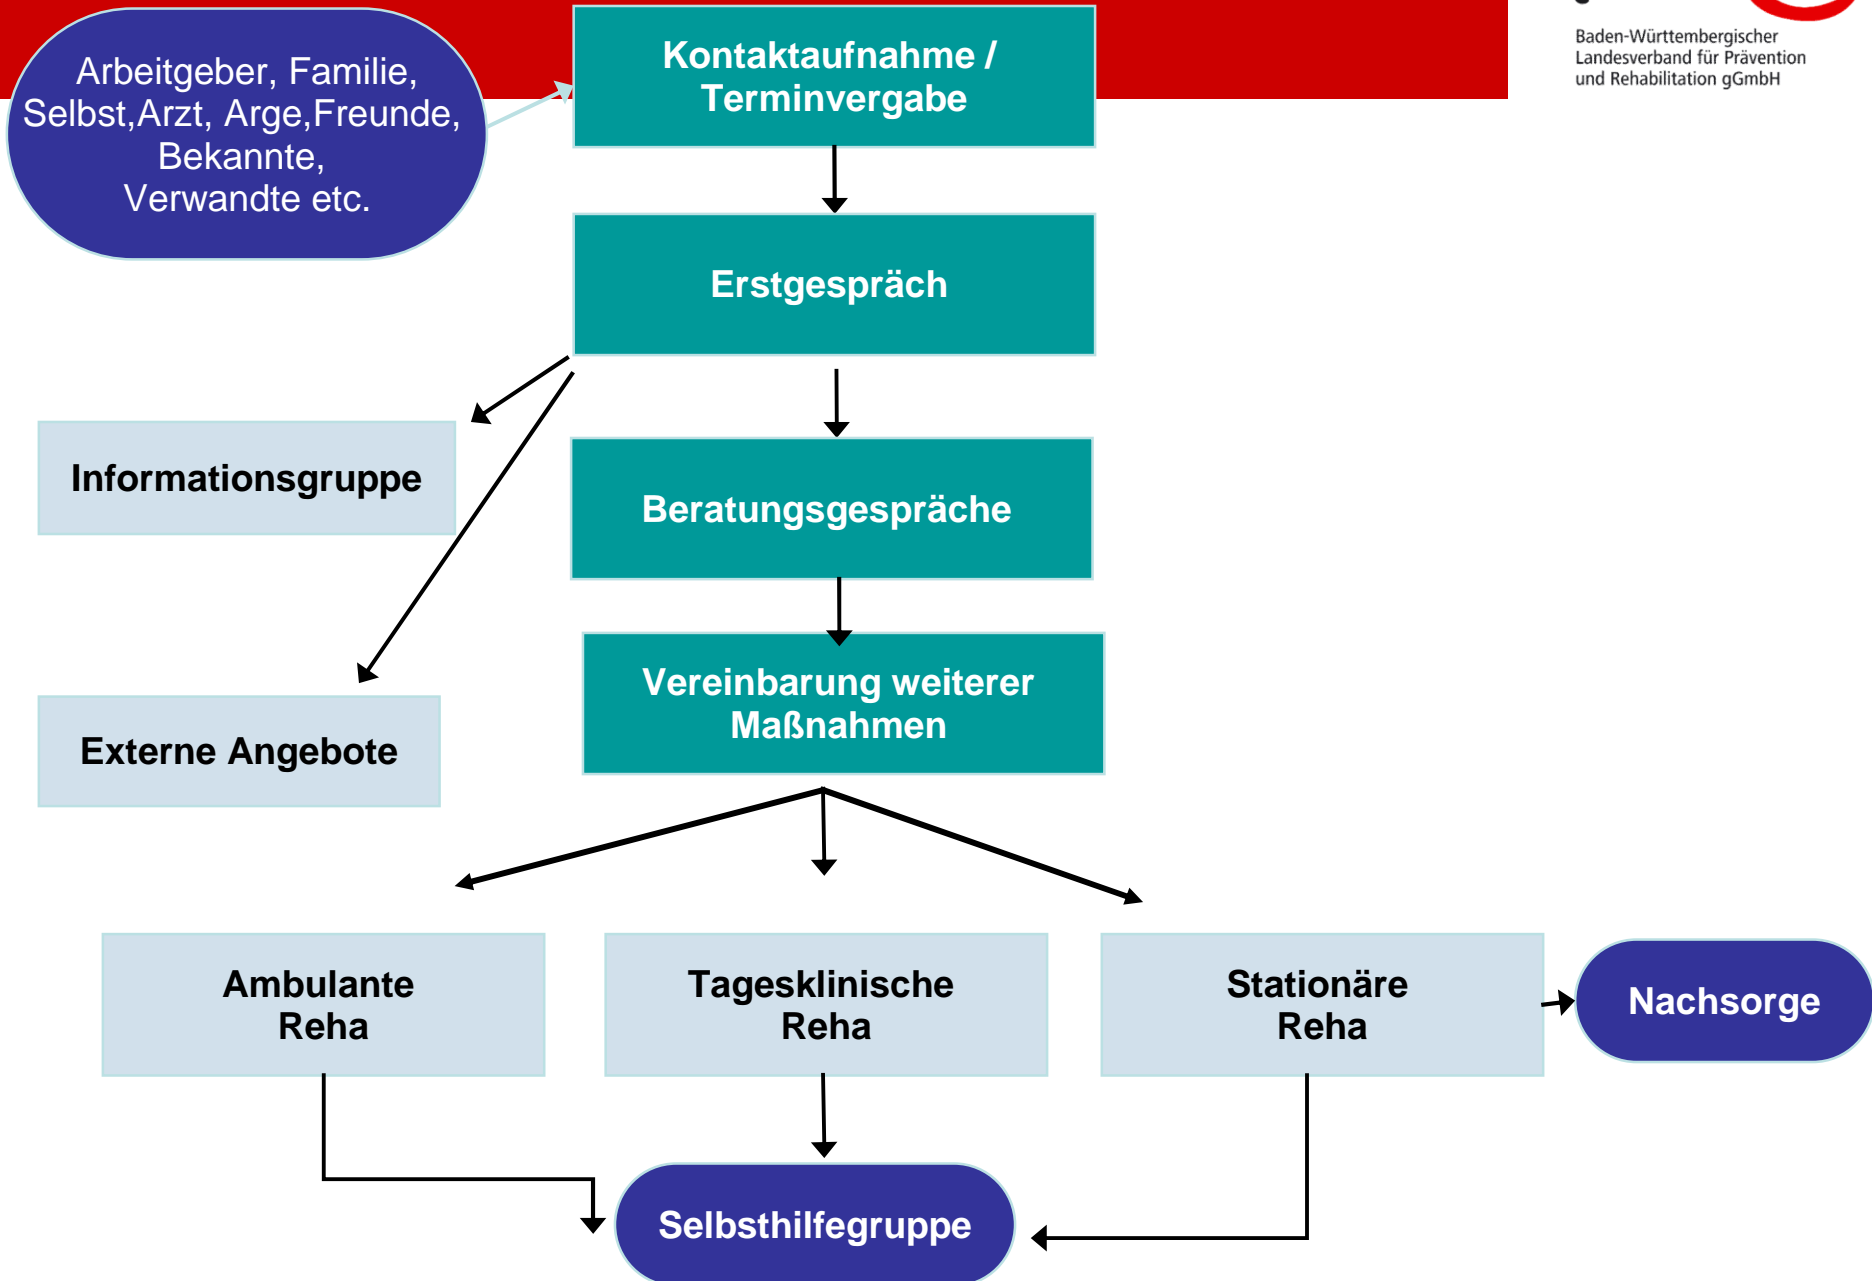 Baden-Württembergischer
Landesverband für Prävention
und Rehabilitation gGmbH
Arbeitgeber, Familie,
Selbst,Arzt, Arge,Freunde,
Bekannte,
Verwandte etc.
Kontaktaufnahme /
Terminvergabe
Erstgespräch
Informationsgruppe
Beratungsgespräche
Externe Angebote
Vereinbarung weiterer
Maßnahmen
Ambulante
Reha
Tagesklinische
Reha
Stationäre
Reha
Nachsorge
Selbsthilfegruppe